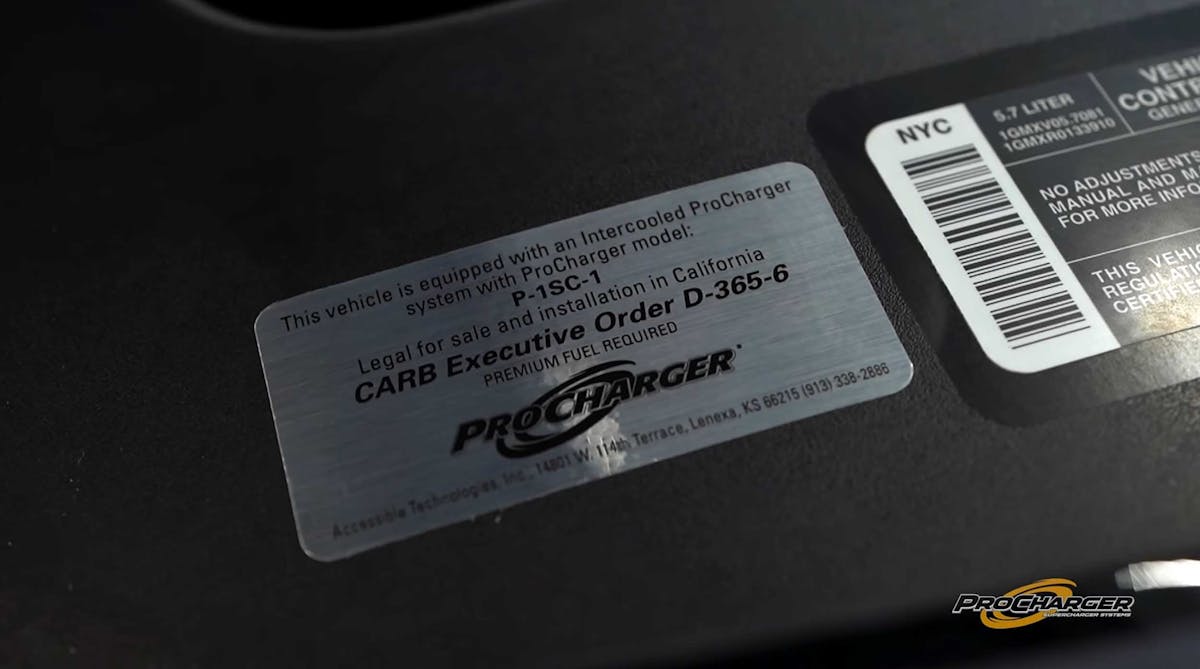 This vehicle is equipped with an Intercooled ProCharger
system with ProCharger model:
P-1SC-1
Legal for sale and installation in California
CARB Executive Order D-365-6
PREMIUM FUEL REQUIRED
PROCHARGER
Accessible Technologies, Inc., 14801 W. 114th Terrace, Lenexa, KS 66215 (913) 338-2886
NYC
5.7 LITER
1GMXV05.7081
1GMXR0133910
VEHI
CONT
GENE
NO ADJUSTMENTS
MANUAL AND M
FOR MORE INFO
THIS VEHIC
REGULATI
CERTIFI
PROCHARGER
SUPERCHARGER SYSTEMS